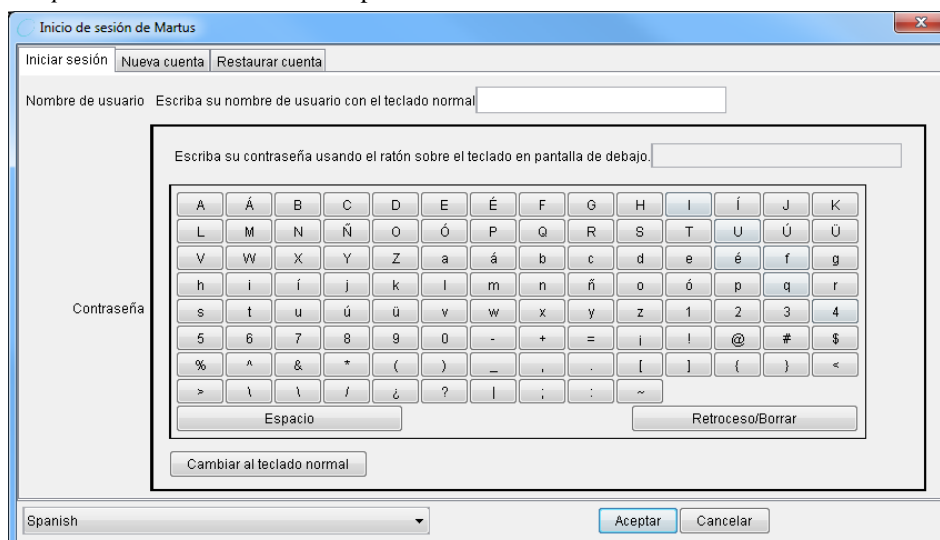 Inicio de sesión de Martus
Iniciar sesión Nueva cuenta Restaurar cuenta
Nombre de usuario Escriba su nombre de usuario con el teclado normal
Escriba su contraseña usando el ratón sobre el teclado en pantalla de debajo.
Contraseña
A Á B C D E É F G H I Í J K
L M N Ñ O Ó P Q R S T U Ú Ü
V W X Y Z a á b c d e é f g
h i í j k l m n ñ o ó p q r
s t u ú ü v w x y z 1 2 3 4
5 6 7 8 9 0 - + = ¡ ! @ # $
% ^ & * ( ) _ , . [ ] { } <
> \ \ / ¿ ? | ; : ~
Espacio Retroceso/Borrar
Cambiar al teclado normal
Spanish Aceptar Cancelar